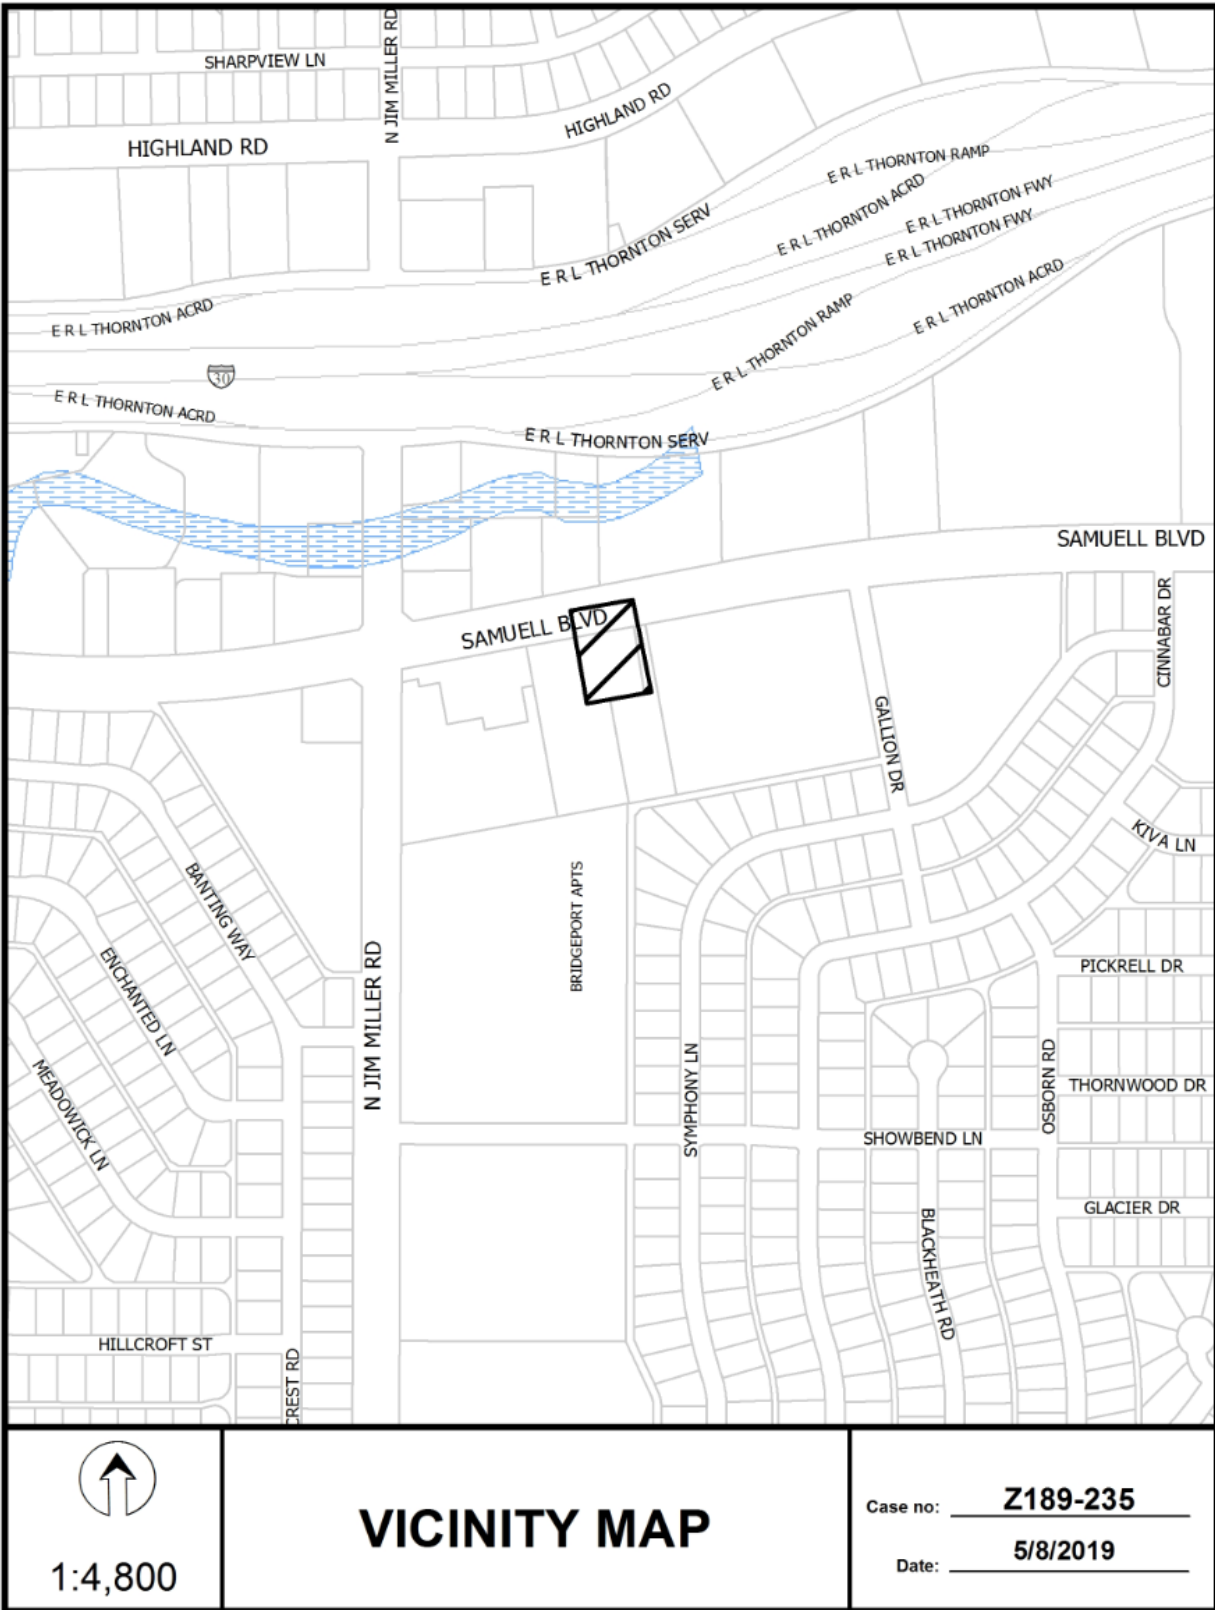 SHARPVIEW LN
N JIM MILLER RD
HIGHLAND RD
HIGHLAND RD
E R L THORNTON RAMP
E R L THORNTON ACRD
E R L THORNTON FWY
E R L THORNTON FWY
E R L THORNTON SERV
E R L THORNTON ACRD
E R L THORNTON ACRD
E R L THORNTON RAMP
30
E R L THORNTON ACRD
E R L THORNTON SERV
SAMUELL BLVD
SAMUELL BLVD
CINNABAR DR
GALLION DR
KIVA LN
BANTING WAY
BRIDGEPORT APTS
ENCHANTED LN
N JIM MILLER RD
PICKRELL DR
MEADOWICK LN
SYMPHONY LN
OSBORN RD
THORNWOOD DR
SHOWBEND LN
GLACIER DR
BLACKHEATH RD
HILLCROFT ST
CREST RD
1:4,800
VICINITY MAP
Case no: Z189-235
Date: 5/8/2019